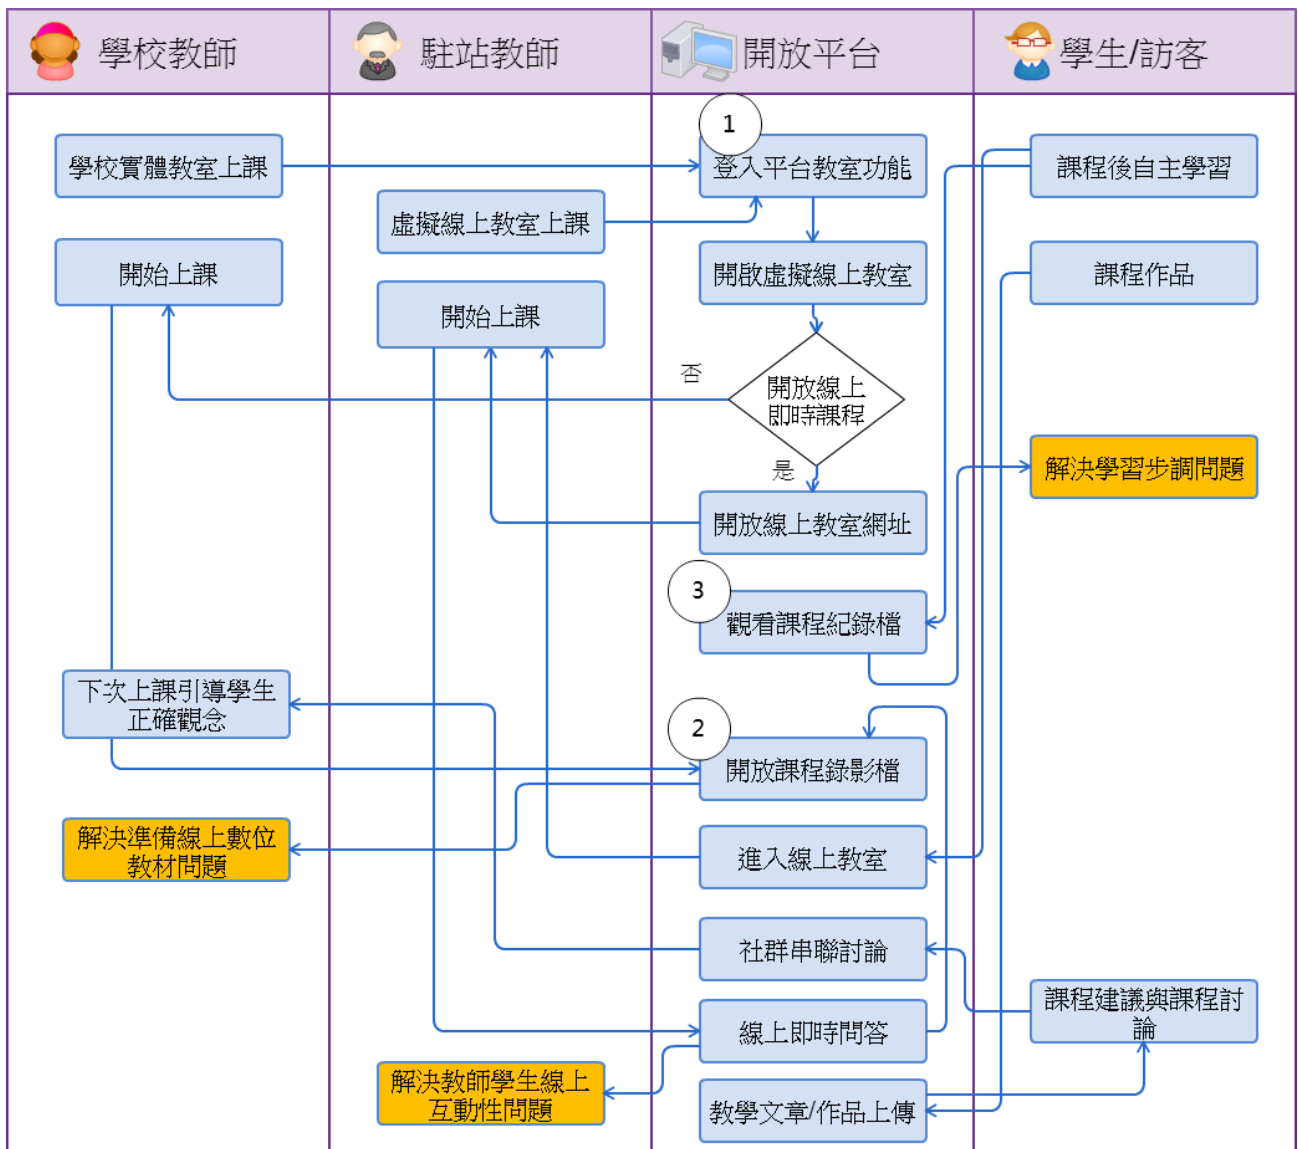 學校教師
駐站教師
開放平台
學生/訪客
1
學校實體教室上課
登入平台教室功能
課程後自主學習
虛擬線上教室上課
開始上課
開啟虛擬線上教室
課程作品
開始上課
否
開放線上
即時課程
是
解決學習步調問題
開放線上教室網址
3
觀看課程紀錄檔
下次上課引導學生
正確觀念
2
開放課程錄影檔
解決準備線上數位
教材問題
進入線上教室
社群串聯討論
課程建議與課程討
論
線上即時問答
解決教師學生線上
互動性問題
教學文章/作品上傳